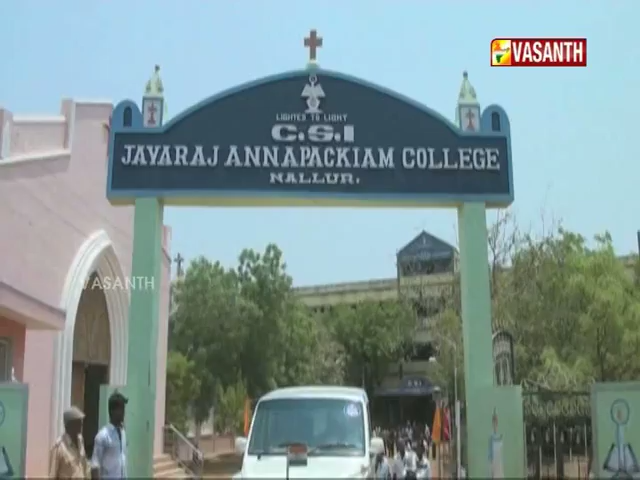 VASANTH
LIGHTED TO LIGHT
C.S.I
JAYARAJ ANNAPACKIAM COLLEGE
NALLUR.
VASANTH